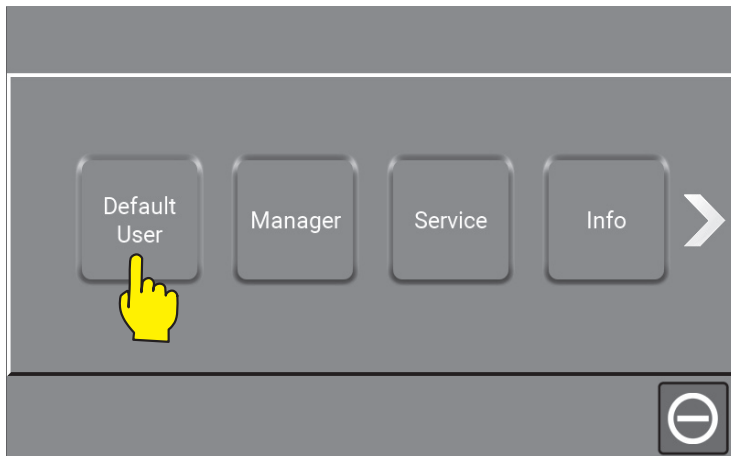 Default
User
Manager
Service
Info